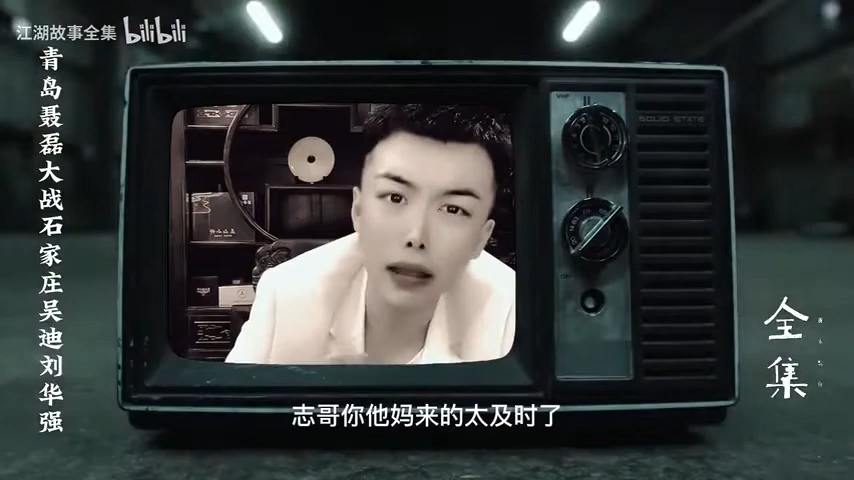 江湖故事全集 bilibili
青岛聂磊大战石家庄吴迪刘华强
VHF
SOLID STATE
全集
志哥你他妈来的太及时了